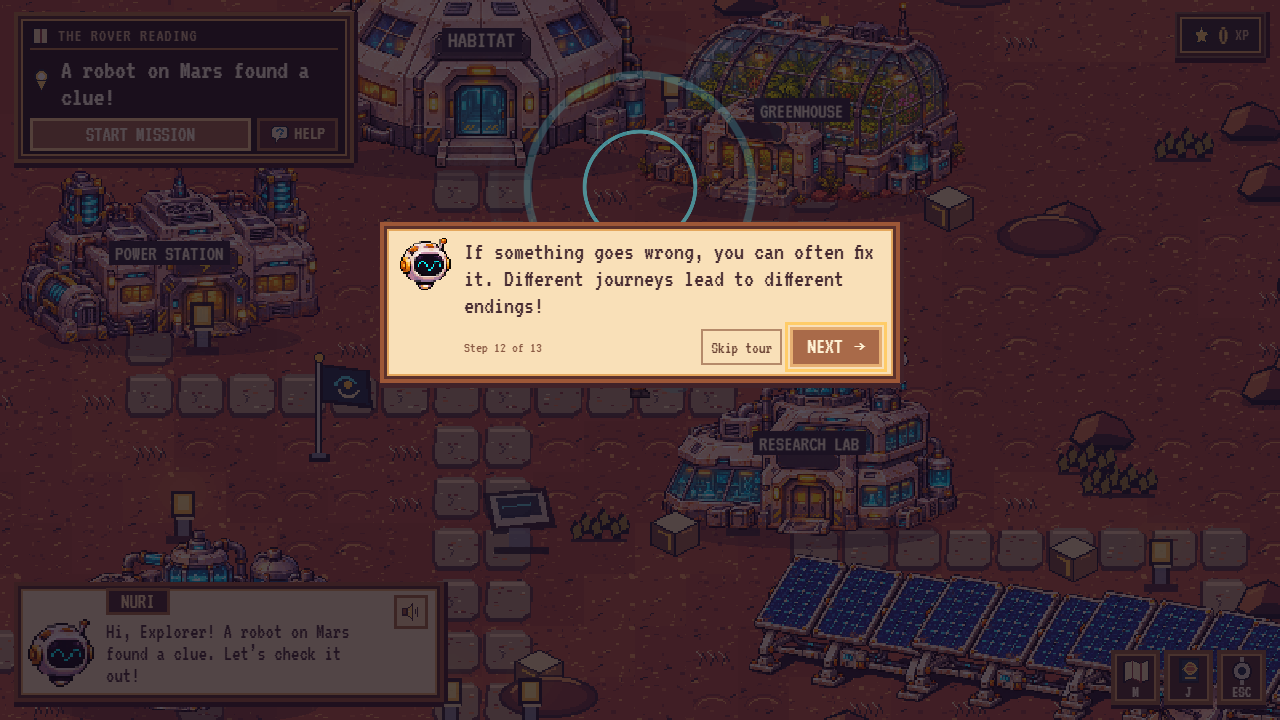 THE ROVER READING
A robot on Mars found a
clue!
START MISSION
HELP
HABITAT
GREENHOUSE
0 XP
POWER STATION
If something goes wrong, you can often fix
it. Different journeys lead to different
endings!
Step 12 of 13
Skip tour
NEXT →
RESEARCH LAB
NURI
Hi, Explorer! A robot on Mars
found a clue. Let's check it
out!
M
J
ESC